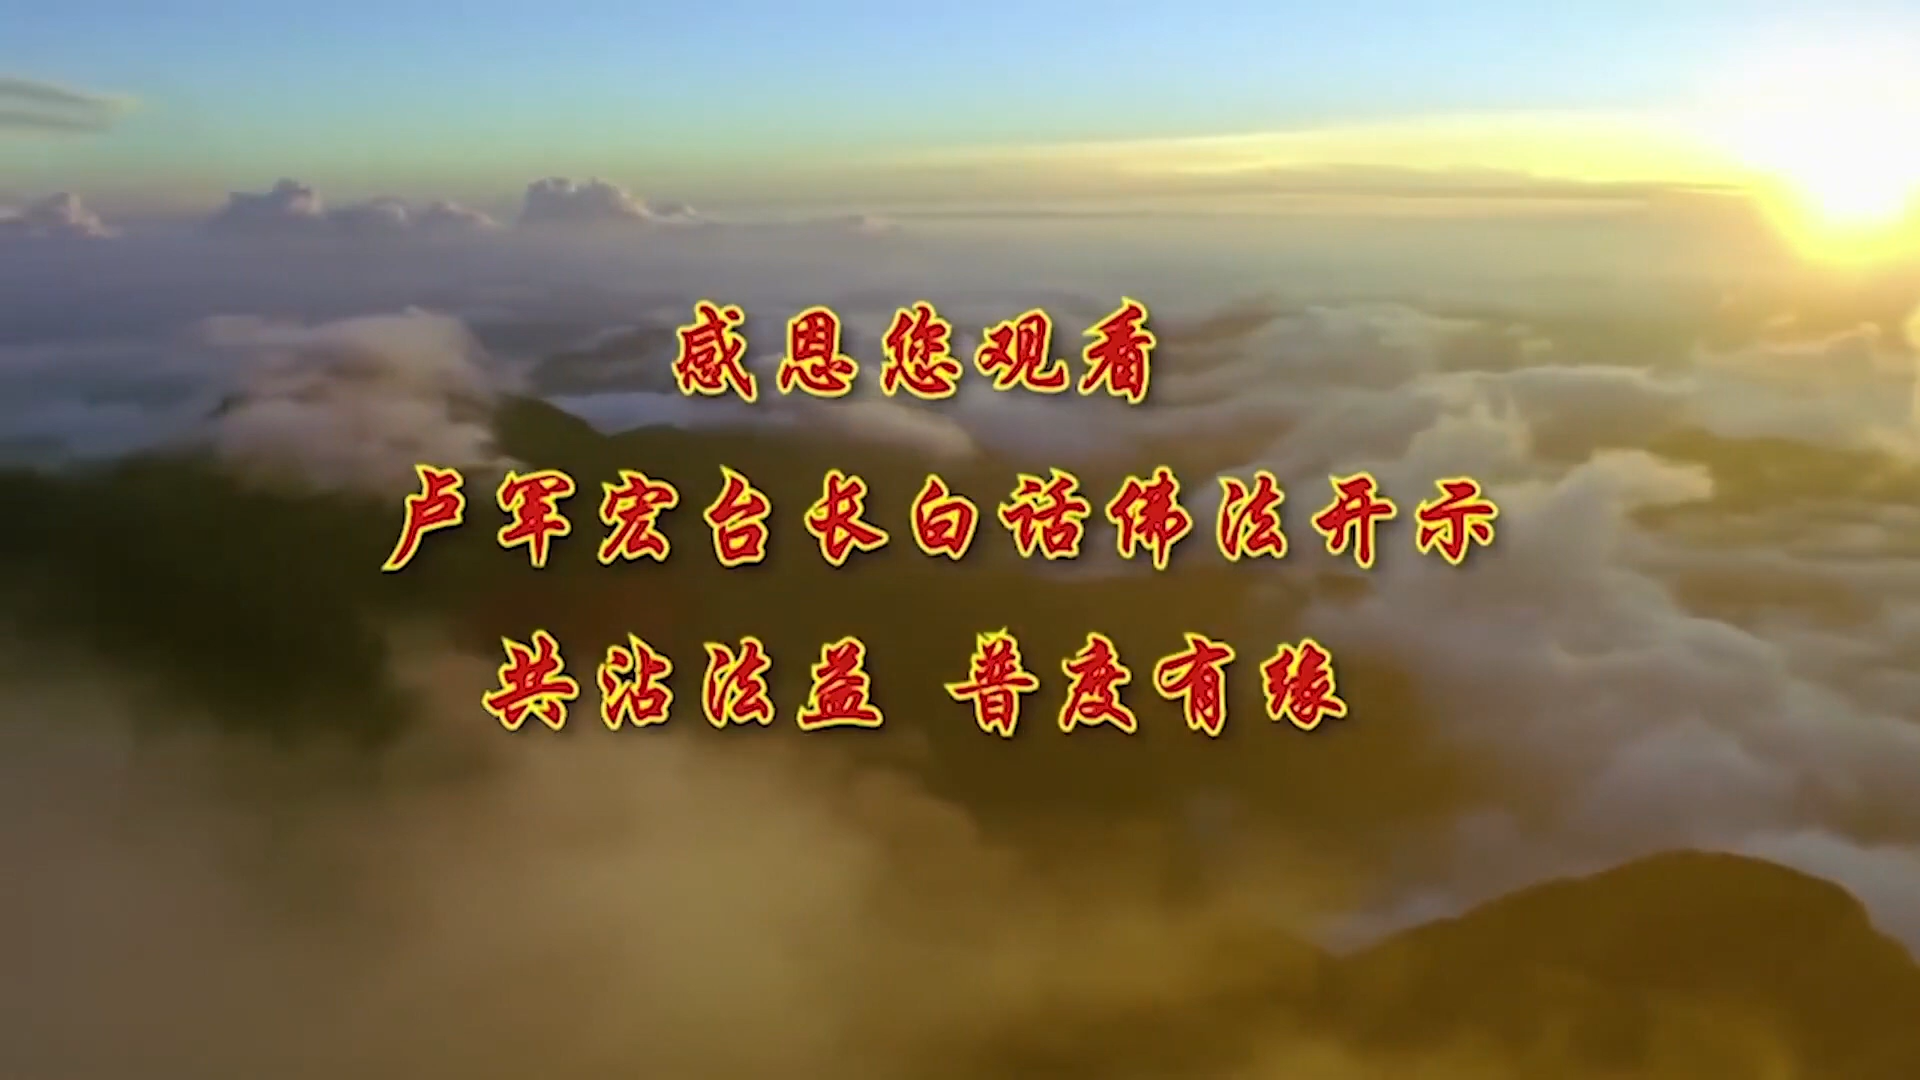 感恩您观看
卢军宏台长白话佛法开示
共沾法益 普度有缘